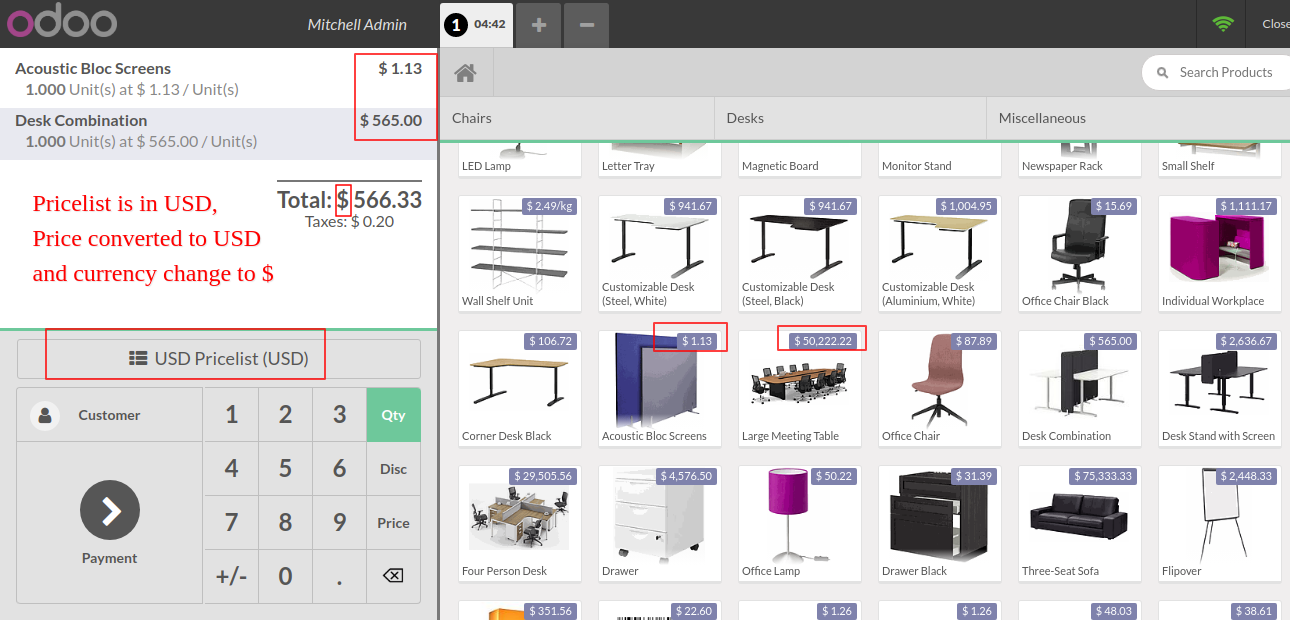 odoo
Mitchell Admin
1 04:42
+
−
Close
Acoustic Bloc Screens $ 1.13
1.000 Unit(s) at $ 1.13 / Unit(s)
Desk Combination $ 565.00
1.000 Unit(s) at $ 565.00 / Unit(s)
Total: $ 566.33
Taxes: $ 0.20
Pricelist is in USD,
Price converted to USD
and currency change to $
USD Pricelist (USD)
Customer
1 2 3 Qty
4 5 6 Disc
7 8 9 Price
+/- 0 .
Payment
Search Products
Chairs Desks Miscellaneous
LED Lamp
Letter Tray
Magnetic Board
Monitor Stand
Newspaper Rack
Small Shelf
$ 2.49/kg
Wall Shelf Unit
$ 941.67
Customizable Desk
(Steel, White)
$ 941.67
Customizable Desk
(Steel, Black)
$ 1,004.95
Customizable Desk
(Aluminium, White)
$ 15.69
Office Chair Black
$ 1,111.17
Individual Workplace
$ 106.72
Corner Desk Black
$ 1.13
Acoustic Bloc Screens
$ 50,222.22
Large Meeting Table
$ 87.89
Office Chair
$ 565.00
Desk Combination
$ 2,636.67
Desk Stand with Screen
$ 29,505.56
Four Person Desk
$ 4,576.50
Drawer
$ 50.22
Office Lamp
$ 31.39
Drawer Black
$ 75,333.33
Three-Seat Sofa
$ 2,448.33
Flipover
$ 351.56
$ 22.60
$ 1.26
$ 1.26
$ 48.03
$ 38.61